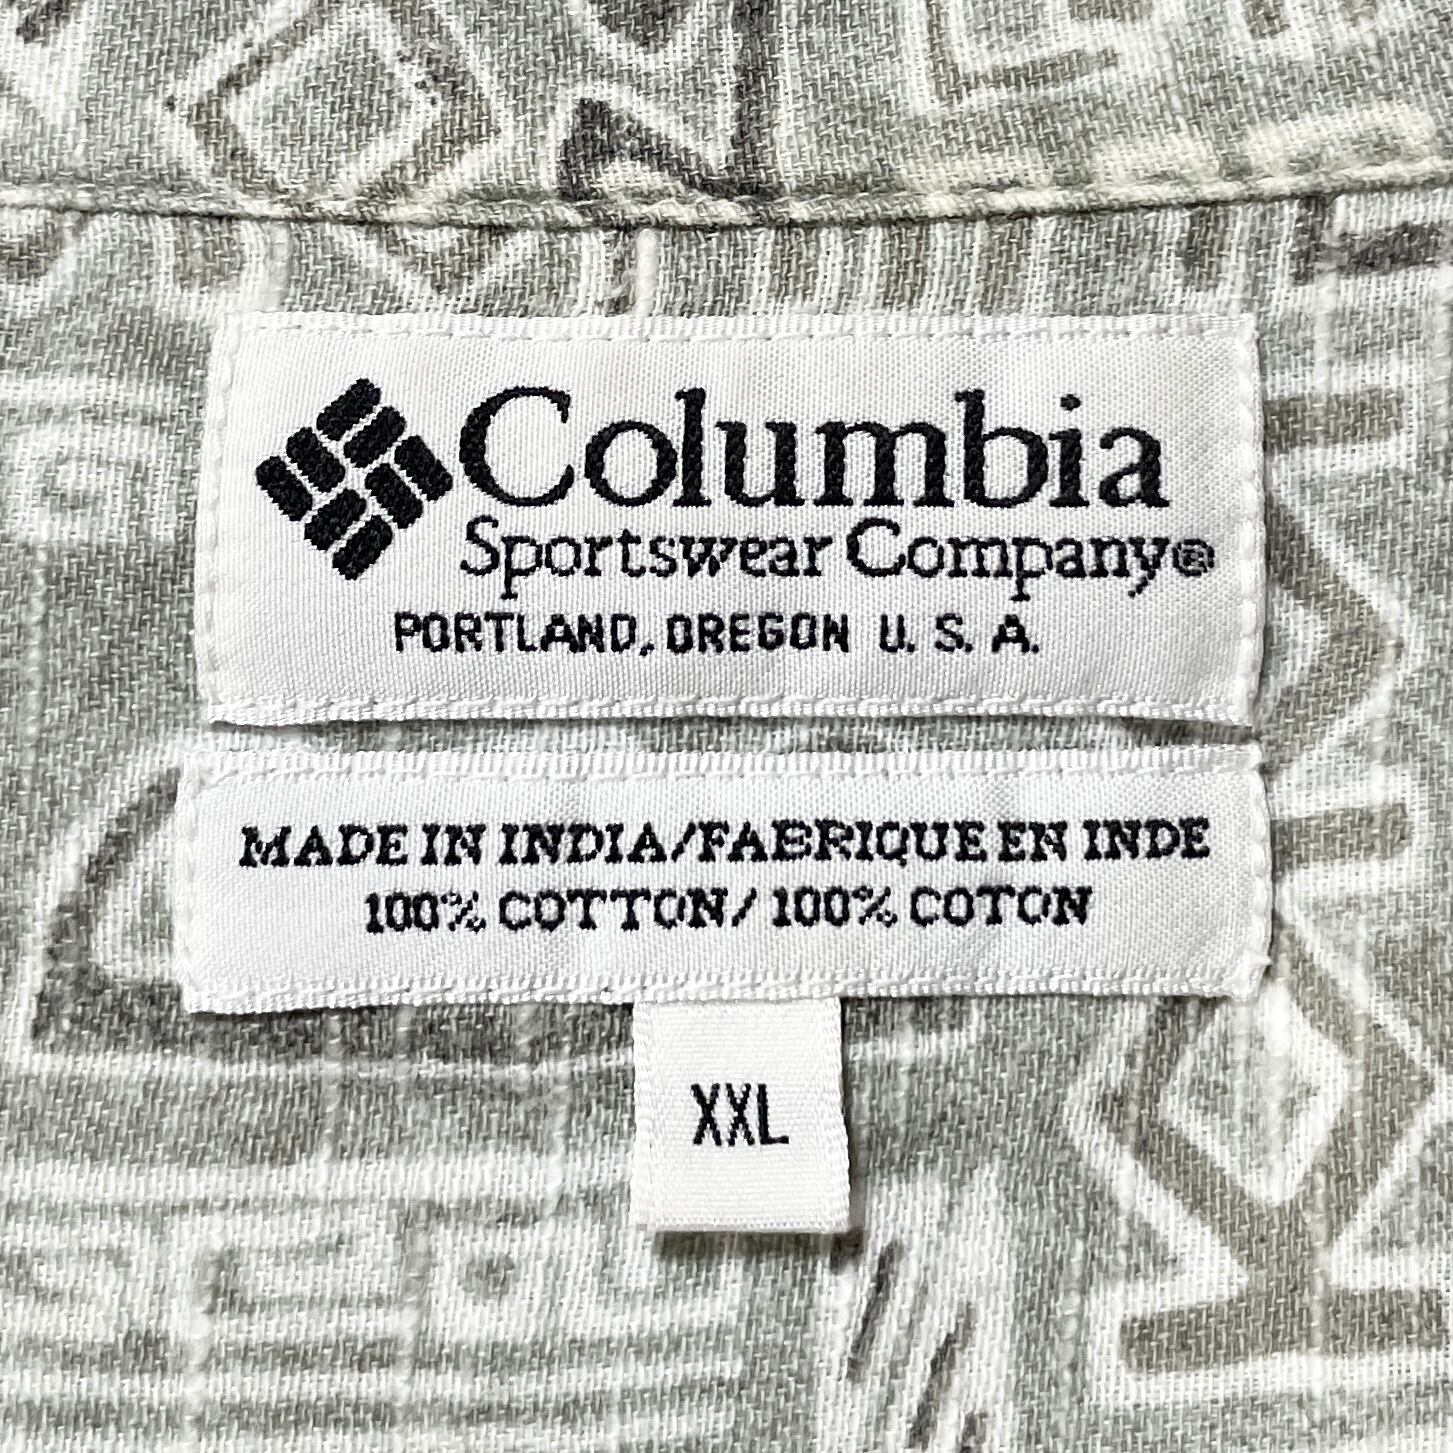 Columbia
Sportswear Company®
PORTLAND, OREGON U. S. A.
MADE IN INDIA/FABRIQUE EN INDE
100% COTTON/ 100% COTON
XXL